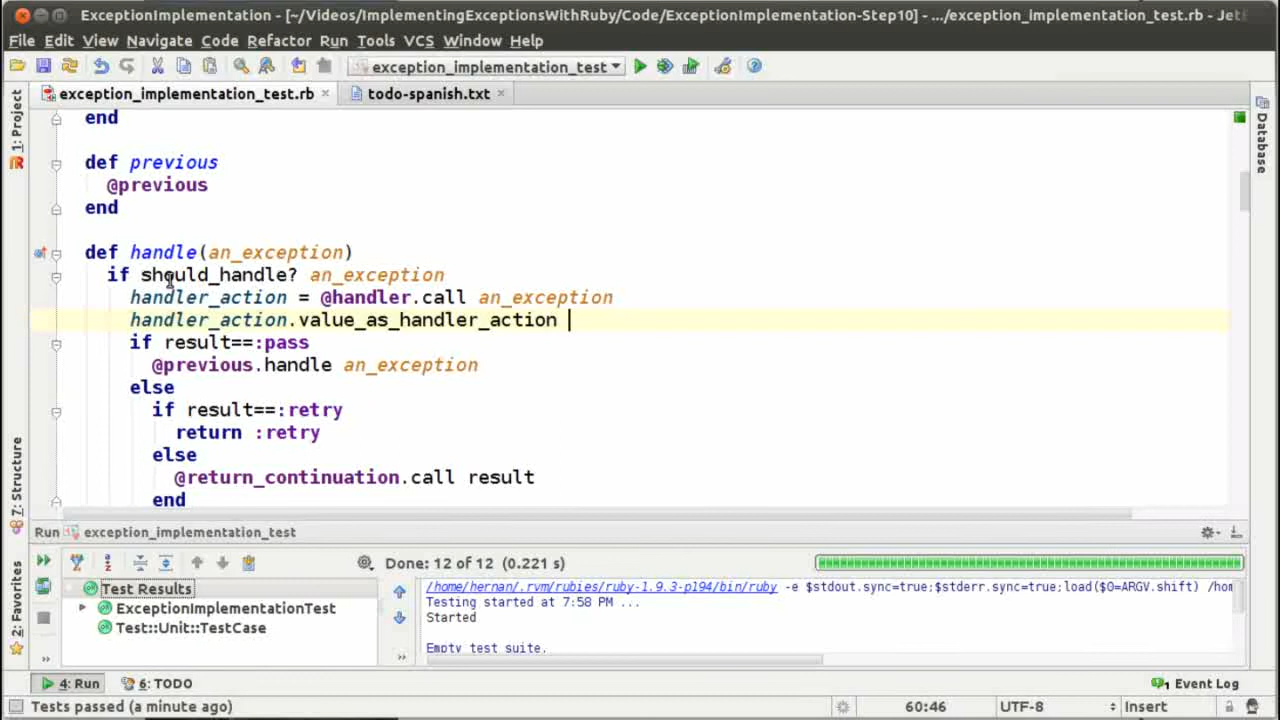 ExceptionImplementation - [~/Videos/ImplementingExceptionsWithRuby/Code/ExceptionImplementation-Step10] - .../exception_implementation_test.rb - Jet
File Edit View Navigate Code Refactor Run Tools VCS Window Help
exception_implementation_test
exception_implementation_test.rb todo-spanish.txt
1: Project
Database
end
def previous
@previous
end
def handle(an_exception)
if should_handle? an_exception
handler_action = @handler.call an_exception
handler_action.value_as_handler_action
if result==:pass
@previous.handle an_exception
else
if result==:retry
return :retry
else
@return_continuation.call result
end
7: Structure
2: Favorites
Run exception_implementation_test
Done: 12 of 12 (0.221 s)
Test Results
ExceptionImplementationTest
Test::Unit::TestCase
/home/hernan/.rvm/rubies/ruby-1.9.3-p194/bin/ruby -e $stdout.sync=true;$stderr.sync=true;load($0=ARGV.shift) /hom
Testing started at 7:58 PM ...
Started
Empty test suite.
4: Run 6: TODO Event Log
Tests passed (a minute ago) 60:46 UTF-8 Insert